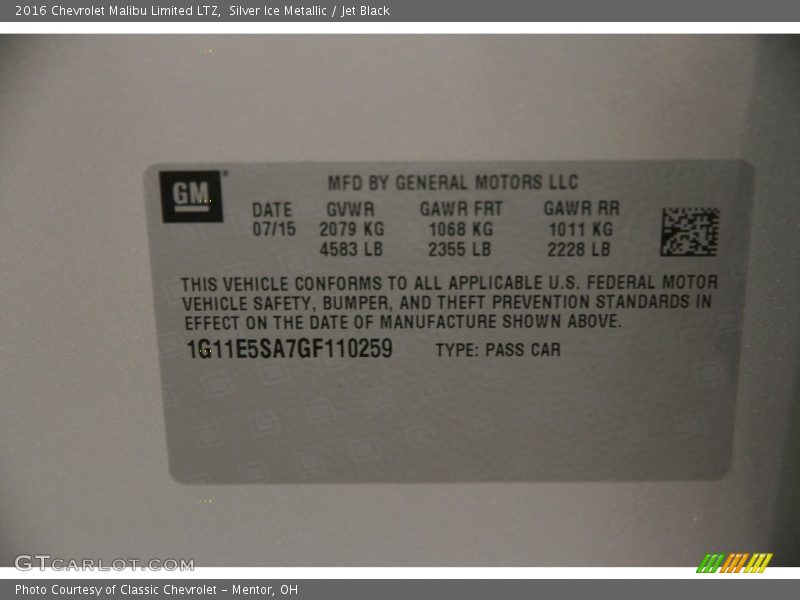 2016 Chevrolet Malibu Limited LTZ, Silver Ice Metallic / Jet Black
GM ®
MFD BY GENERAL MOTORS LLC
DATE GVWR GAWR FRT GAWR RR
07/15 2079 KG 1068 KG 1011 KG
4583 LB 2355 LB 2228 LB
THIS VEHICLE CONFORMS TO ALL APPLICABLE U.S. FEDERAL MOTOR
VEHICLE SAFETY, BUMPER, AND THEFT PREVENTION STANDARDS IN
EFFECT ON THE DATE OF MANUFACTURE SHOWN ABOVE.
1G11E5SA7GF110259 TYPE: PASS CAR
GTCARLOT.COM
Photo Courtesy of Classic Chevrolet - Mentor, OH